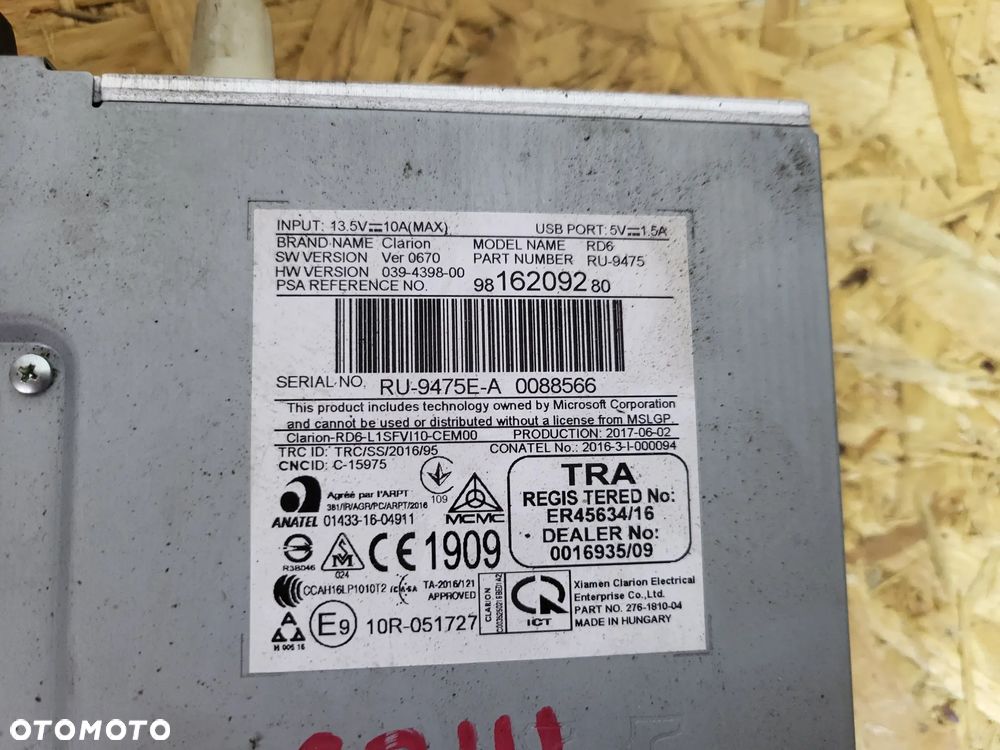 INPUT: 13.5V⎓10A(MAX) USB PORT: 5V⎓1.5A
BRAND NAME Clarion MODEL NAME RD6
SW VERSION Ver 0670 PART NUMBER RU-9475
HW VERSION 039-4398-00
PSA REFERENCE NO. 98 162092 80
SERIAL NO. RU-9475E-A 0088566
This product includes technology owned by Microsoft Corporation
and cannot be used or distributed without a license from MSLGP.
Clarion-RD6-L1SFVI10-CEM00 PRODUCTION: 2017-06-02
TRC ID: TRC/SS/2016/95 CONATEL No.: 2016-3-I-000094
CNCID: C-15975
TRA
REGISTERED No:
ER45634/16
DEALER No:
0016935/09
Agréé par l'ARPT
381/IR/AGR/PC/ARPT/2016
109
ANATEL 01433-16-04911
MCMC
R3BD46
024
CE 1909
CCAH16LP1010T2 ICASA TA-2016/121
APPROVED
CLARION
ICT
Xiamen Clarion Electrical
Enterprise Co.,Ltd.
PART NO. 276-1810-04
MADE IN HUNGARY
E9 10R-051727
OTOMOTO